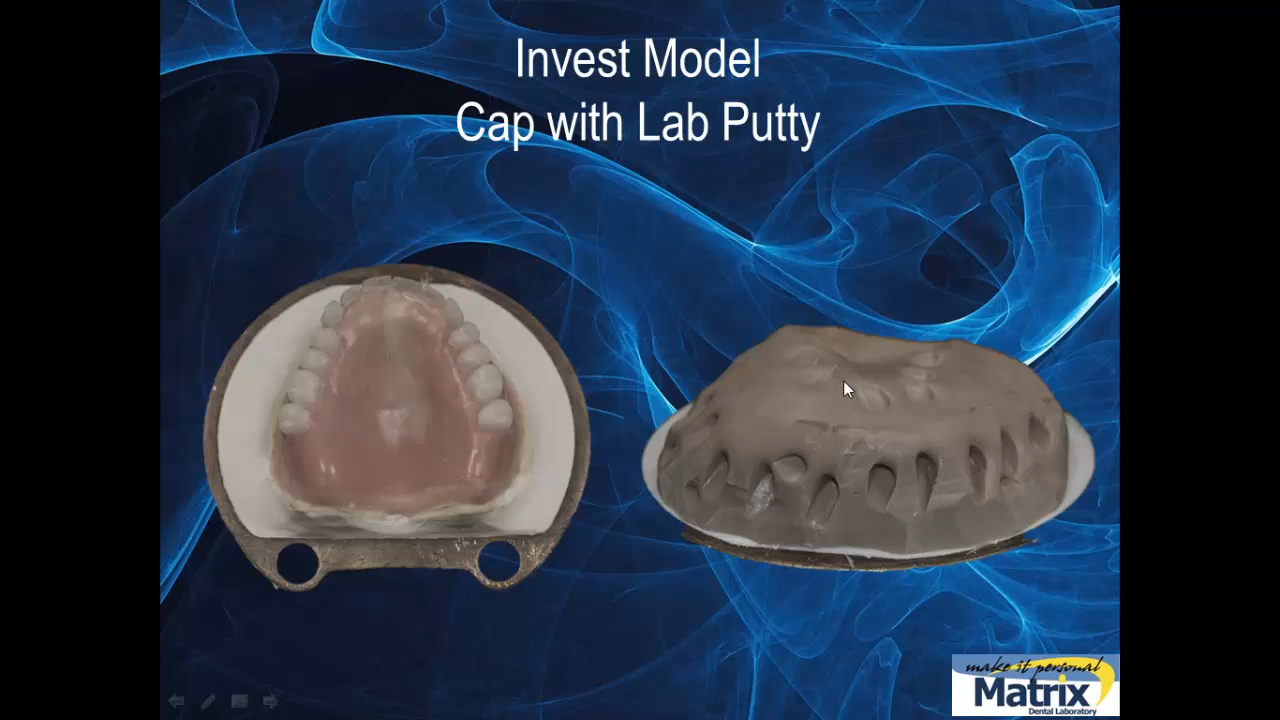 Invest Model
Cap with Lab Putty
make it personal
Matrix
Dental Laboratory